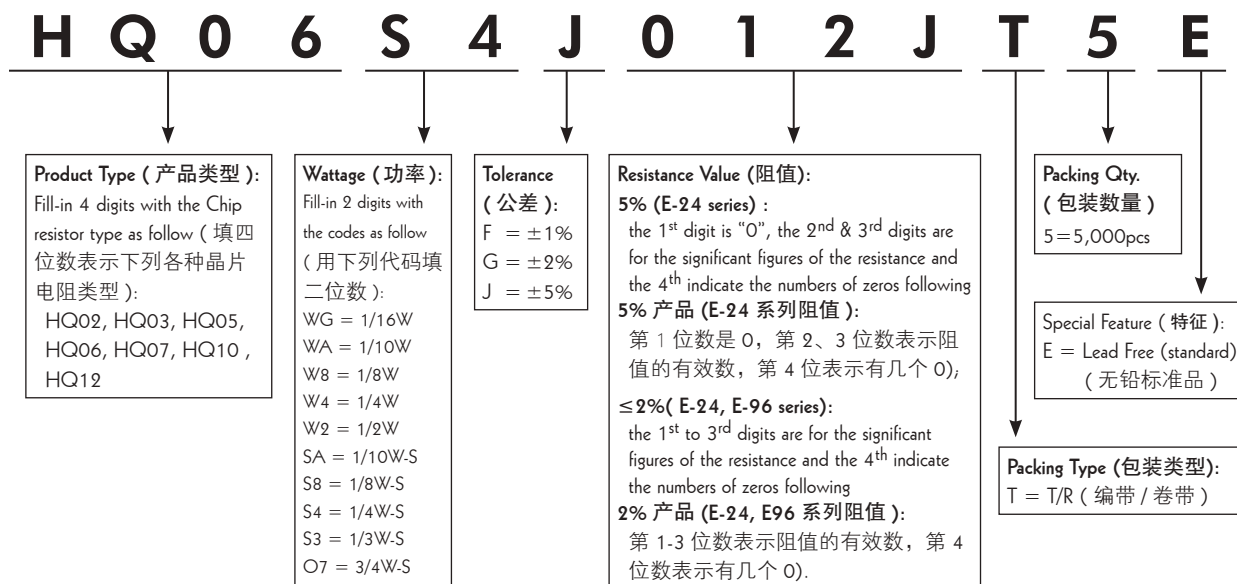 HQ06S4J012JT5E
Product Type ( 产品类型 ):
Fill-in 4 digits with the Chip
resistor type as follow ( 填四
位数表示下列各种晶片
电阻类型 ):
HQ02, HQ03, HQ05,
HQ06, HQ07, HQ10 ,
HQ12
Wattage ( 功率 ):
Fill-in 2 digits with
the codes as follow
( 用下列代码填
二位数 ):
WG = 1/16W
WA = 1/10W
W8 = 1/8W
W4 = 1/4W
W2 = 1/2W
SA = 1/10W-S
S8 = 1/8W-S
S4 = 1/4W-S
S3 = 1/3W-S
O7 = 3/4W-S
Tolerance
( 公差 ):
F = ±1%
G = ±2%
J = ±5%
Resistance Value (阻值):
5% (E-24 series) :
the 1st digit is “0”, the 2nd & 3rd digits are
for the significant figures of the resistance and
the 4th indicate the numbers of zeros following
5% 产品 (E-24 系列阻值 ):
第 1 位数是 0，第 2、3 位数表示阻
值的有效数，第 4 位表示有几个 0);
≤2%( E-24, E-96 series):
the 1st to 3rd digits are for the significant
figures of the resistance and the 4th indicate
the numbers of zeros following
2% 产品 (E-24, E96 系列阻值 ):
第 1-3 位数表示阻值的有效数，第 4
位数表示有几个 0).
Packing Qty.
( 包装数量 )
5=5,000pcs
Special Feature ( 特征 ):
E = Lead Free (standard)
( 无铅标准品 )
Packing Type (包装类型):
T = T/R ( 编带 / 卷带 )